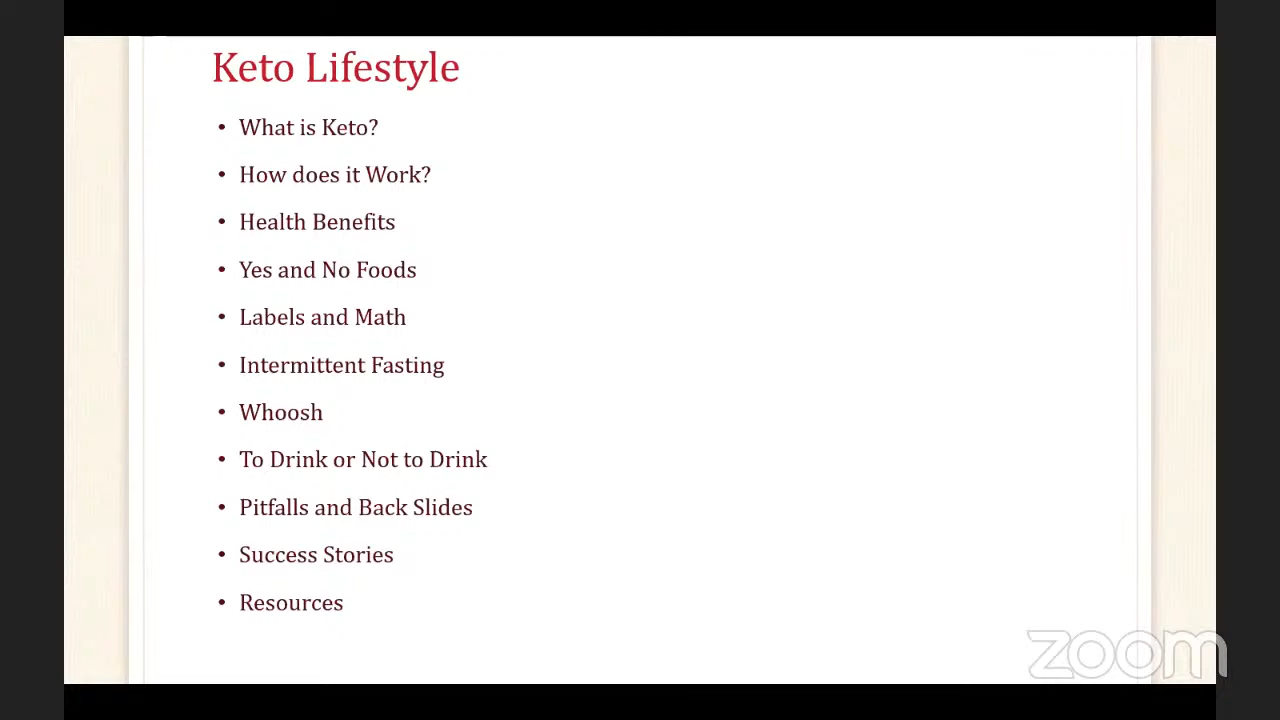 Keto Lifestyle
• What is Keto?
• How does it Work?
• Health Benefits
• Yes and No Foods
• Labels and Math
• Intermittent Fasting
• Whoosh
• To Drink or Not to Drink
• Pitfalls and Back Slides
• Success Stories
• Resources
zoom